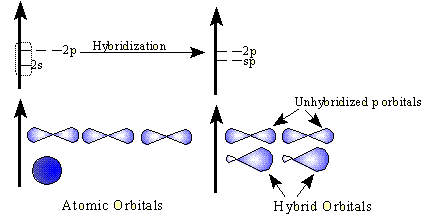 Hybridization
2p
2s
2p
sp
Unhybridized p orbitals
Atomic Orbitals
Hybrid Orbitals